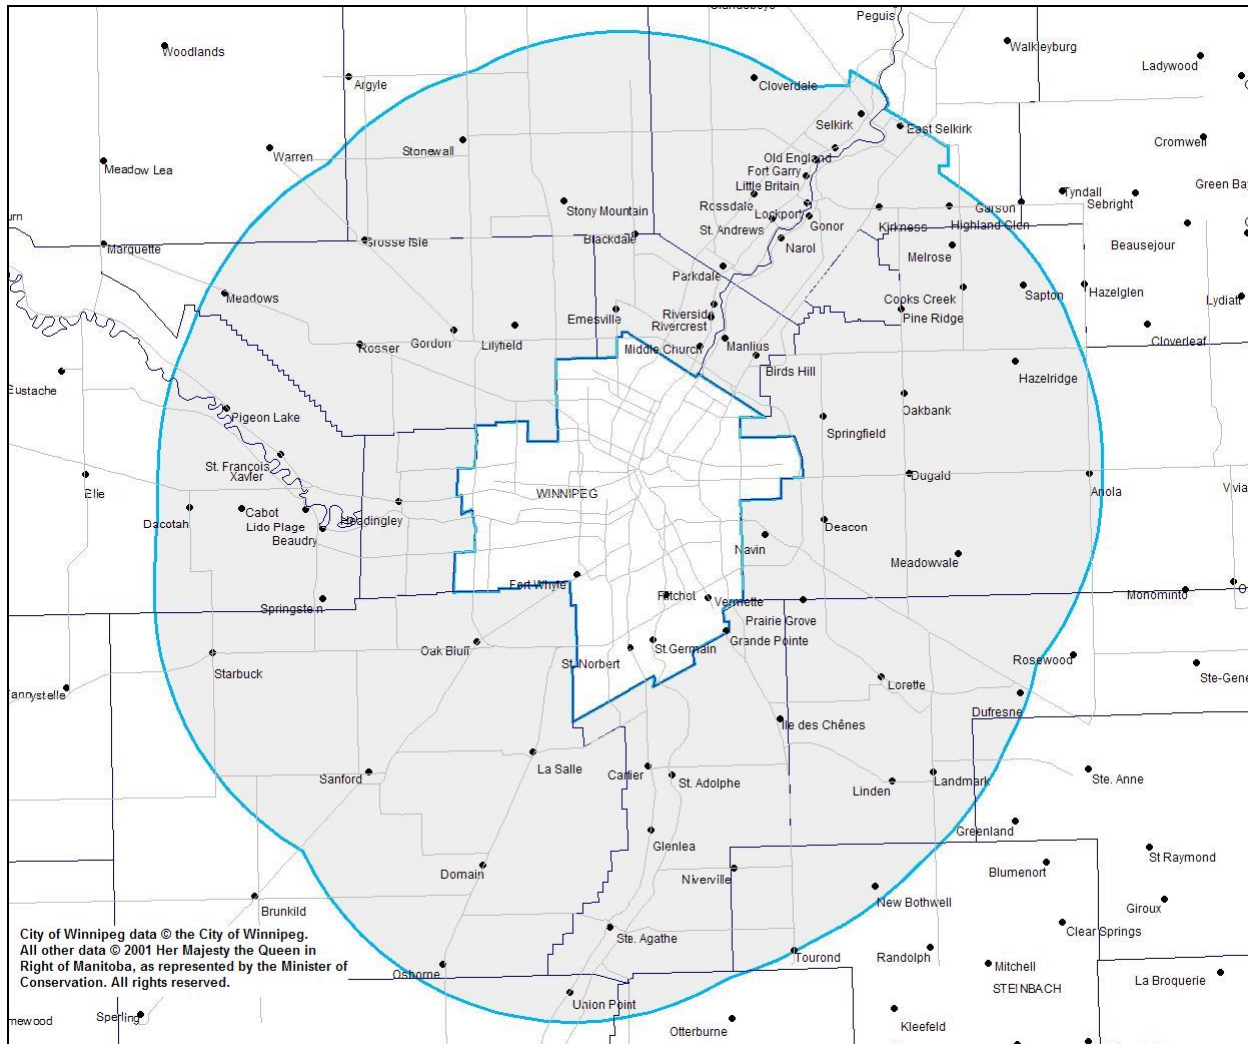 Peguis
Woodlands
Walkleyburg
Ladywood
Argyle
Cloverdale
Selkirk
East Selkirk
Cromwell
Stonewall
Warren
Meadow Lea
Old England
Fort Garry
Little Britain
Tyndall
Sebright
Green Bay
Rossdale
Lockport
Garson
Stony Mountain
St. Andrews
Gonor
Kirkness
Highland Glen
Blackdale
Grosse Isle
Marquette
Narol
Melrose
Beausejour
Parkdale
Meadows
Cooks Creek
Sapton
Hazelglen
Lydiatt
Emesville
Riverside
Rivercrest
Pine Ridge
Rosser
Gordon
Lilyfield
Middle Church
Manlius
Cloverleaf
Birds Hill
Hazelridge
Eustache
Pigeon Lake
Oakbank
Springfield
St. François
Xavier
Dugald
Elie
WINNIPEG
Anola
Vivia
Dacotah
Cabot
Lido Plage
Headingley
Beaudry
Deacon
Navin
Meadowvale
Fort Whyte
Ritchot
Vermette
Monominto
Springstein
Prairie Grove
Oak Bluff
St.Germain
Grande Pointe
St. Norbert
Rosewood
Starbuck
Ste-Gene
Lorette
annystelle
Dufresne
Ile des Chênes
La Salle
Cartier
St. Adolphe
Sanford
Linden
Landmark
Ste. Anne
Greenland
Glenlea
St Raymond
Domain
Niverville
Blumenort
New Bothwell
Giroux
Brunkild
Clear Springs
City of Winnipeg data © the City of Winnipeg.
All other data © 2001 Her Majesty the Queen in
Right of Manitoba, as represented by the Minister of
Conservation. All rights reserved.
Ste. Agathe
Tourond
Randolph
Osborne
Mitchell
STEINBACH
La Broquerie
Union Point
Sperling
mewood
Otterburne
Kleefeld